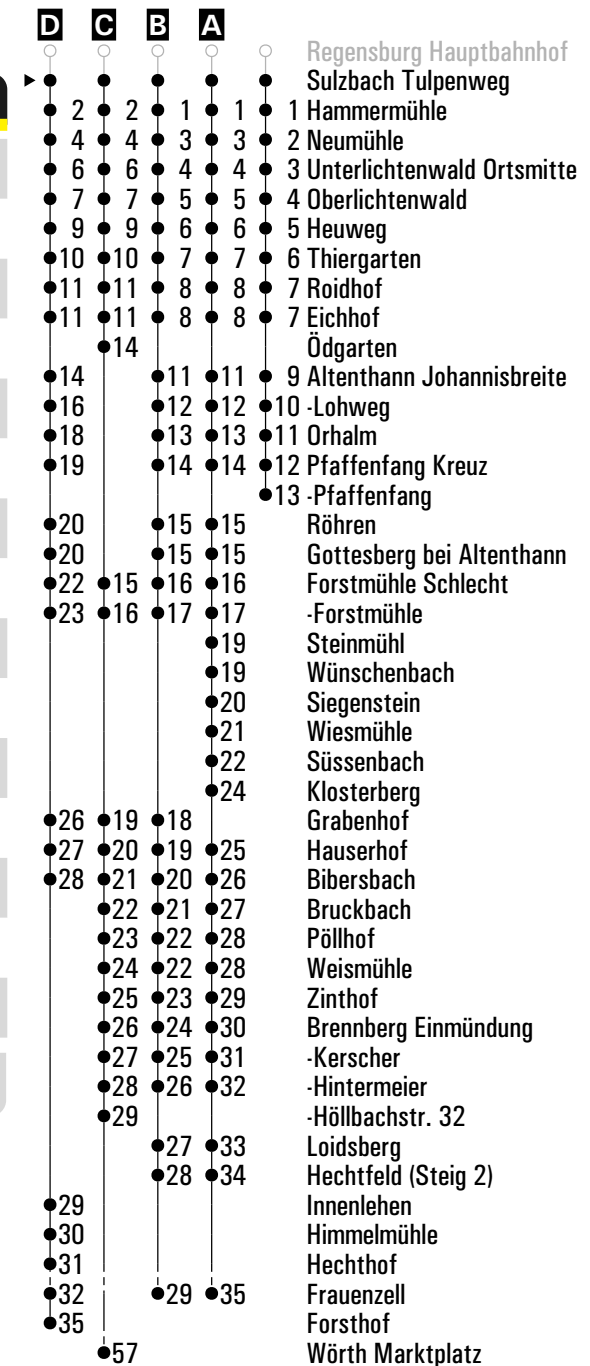 D C B A
Regensburg Hauptbahnhof
Sulzbach Tulpenweg
2 2 1 1 1 Hammermühle
4 4 3 3 2 Neumühle
6 6 4 4 3 Unterlichtenwald Ortsmitte
7 7 5 5 4 Oberlichtenwald
9 9 6 6 5 Heuweg
10 10 7 7 6 Thiergarten
11 11 8 8 7 Roidhof
11 11 8 8 7 Eichhof
14 Ödgarten
14 11 11 9 Altenthann Johannisbreite
16 12 12 10 -Lohweg
18 13 13 11 Orhalm
19 14 14 12 Pfaffenfang Kreuz
13 -Pfaffenfang
20 15 15 Röhren
20 15 15 Gottesberg bei Altenthann
22 15 16 16 Forstmühle Schlecht
23 16 17 17 -Forstmühle
19 Steinmühl
19 Wünschenbach
20 Siegenstein
21 Wiesmühle
22 Süssenbach
24 Klosterberg
26 19 18 Grabenhof
27 20 19 25 Hauserhof
28 21 20 26 Bibersbach
22 21 27 Bruckbach
23 22 28 Pöllhof
24 22 28 Weismühle
25 23 29 Zinthof
26 24 30 Brennberg Einmündung
27 25 31 -Kerscher
28 26 32 -Hintermeier
29 -Höllbachstr. 32
27 33 Loidsberg
28 34 Hechtfeld (Steig 2)
29 Innenlehen
30 Himmelmühle
31 Hechthof
32 29 35 Frauenzell
35 Forsthof
57 Wörth Marktplatz